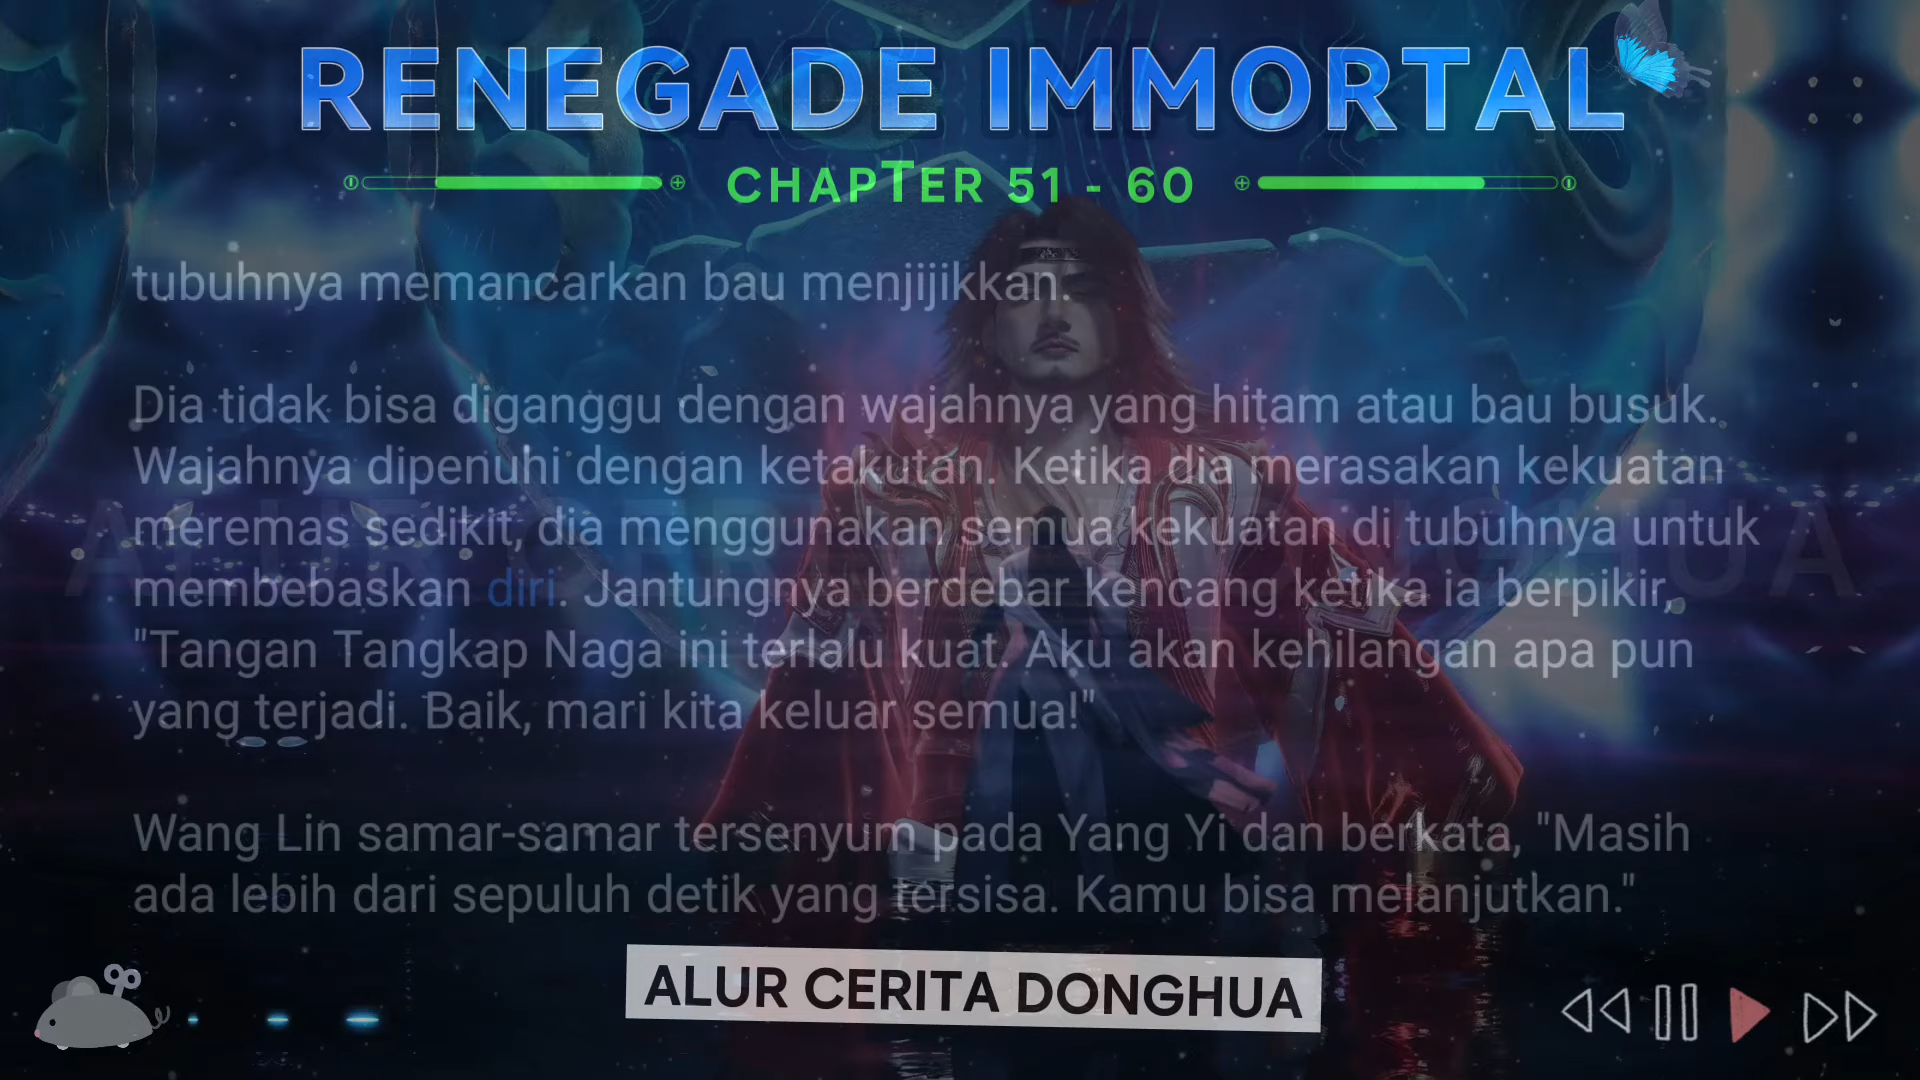 RENEGADE IMMORTAL
CHAPTER 51 - 60
tubuhnya memancarkan bau menjijikkan.
Dia tidak bisa diganggu dengan wajahnya yang hitam atau bau busuk.
Wajahnya dipenuhi dengan ketakutan. Ketika dia merasakan kekuatan
meremas sedikit, dia menggunakan semua kekuatan di tubuhnya untuk
membebaskan diri. Jantungnya berdebar kencang ketika ia berpikir,
"Tangan Tangkap Naga ini terlalu kuat. Aku akan kehilangan apa pun
yang terjadi. Baik, mari kita keluar semua!"
Wang Lin samar-samar tersenyum pada Yang Yi dan berkata, "Masih
ada lebih dari sepuluh detik yang tersisa. Kamu bisa melanjutkan."
ALUR CERITA DONGHUA